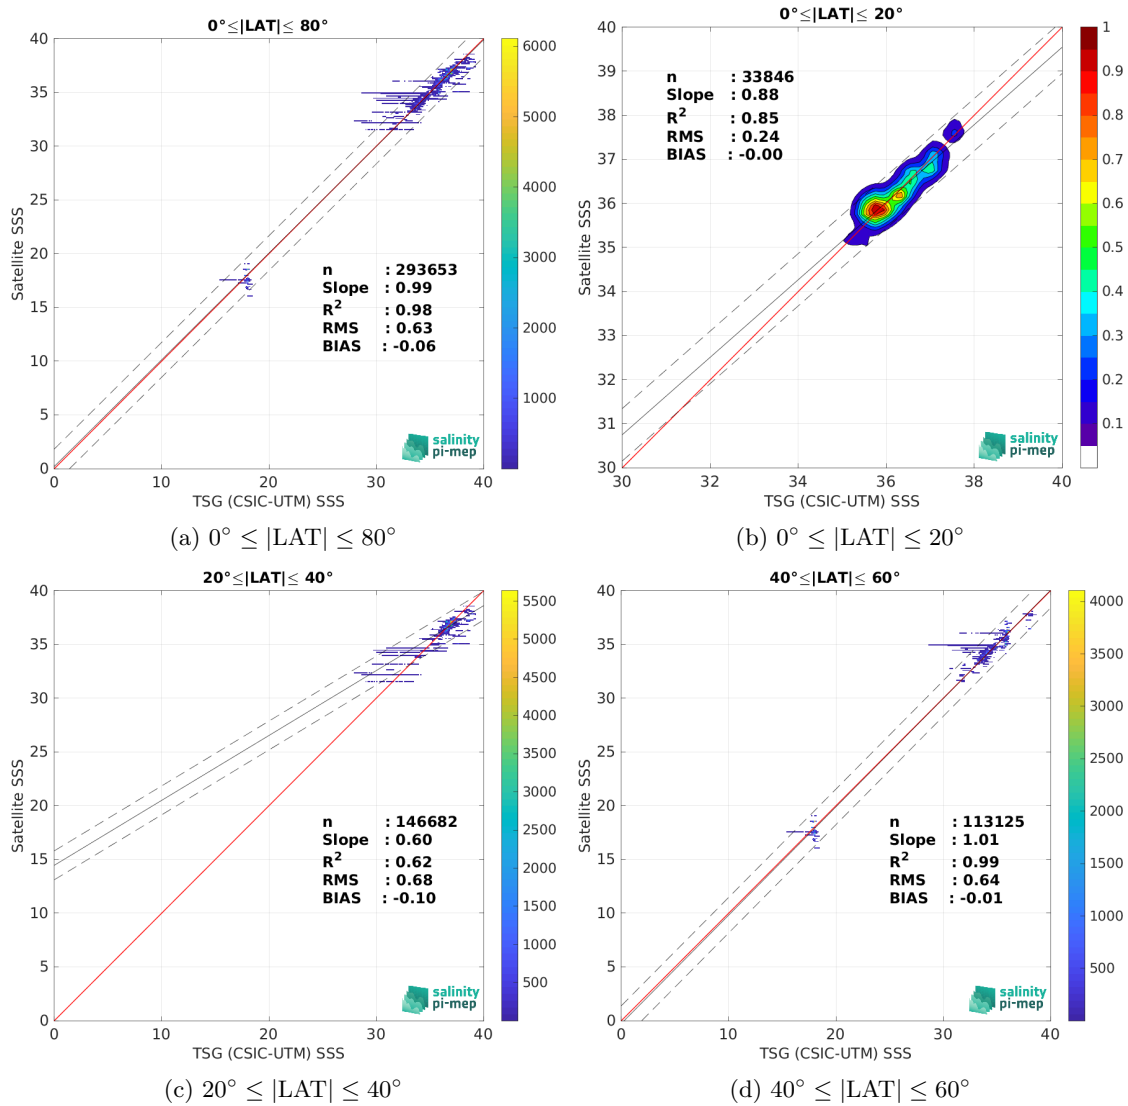 0°≤|LAT|≤ 80°
40
35
30
25
20
15
10
5
0
Satellite SSS
n : 293653
Slope : 0.99
R² : 0.98
RMS : 0.63
BIAS : -0.06
salinity
pi-mep
0 10 20 30 40
TSG (CSIC-UTM) SSS
6000
5000
4000
3000
2000
1000
(a) 0° ≤ |LAT| ≤ 80°
0°≤|LAT|≤ 20°
40
39
38
37
36
35
34
33
32
31
30
Satellite SSS
n : 33846
Slope : 0.88
R² : 0.85
RMS : 0.24
BIAS : -0.00
salinity
pi-mep
30 32 34 36 38 40
TSG (CSIC-UTM) SSS
1
0.9
0.8
0.7
0.6
0.5
0.4
0.3
0.2
0.1
(b) 0° ≤ |LAT| ≤ 20°
20°≤|LAT|≤ 40°
40
35
30
25
20
15
10
5
0
Satellite SSS
n : 146682
Slope : 0.60
R² : 0.62
RMS : 0.68
BIAS : -0.10
salinity
pi-mep
0 10 20 30 40
TSG (CSIC-UTM) SSS
5500
5000
4500
4000
3500
3000
2500
2000
1500
1000
500
(c) 20° ≤ |LAT| ≤ 40°
40°≤|LAT|≤ 60°
40
35
30
25
20
15
10
5
0
Satellite SSS
n : 113125
Slope : 1.01
R² : 0.99
RMS : 0.64
BIAS : -0.01
salinity
pi-mep
0 10 20 30 40
TSG (CSIC-UTM) SSS
4000
3500
3000
2500
2000
1500
1000
500
(d) 40° ≤ |LAT| ≤ 60°